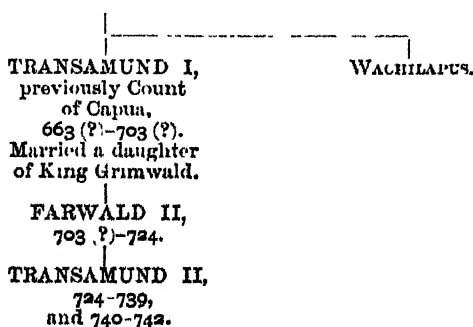 TRANSAMUND I,
previously Count
of Capua,
663 (?)-703 (?).
Married a daughter
of King Grimwald.
WACHILAPUS.
FARWALD II,
703 (?)-724.
TRANSAMUND II,
724-739,
and 740-742.